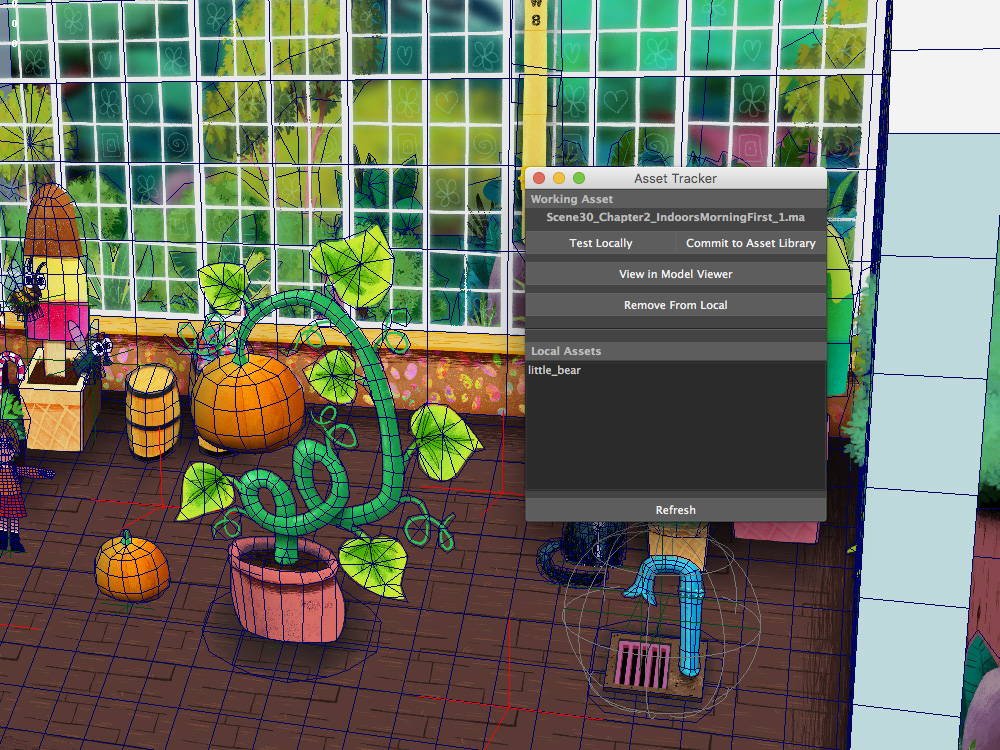 8
Asset Tracker
Working Asset
Scene30_Chapter2_IndoorsMorningFirst_1.ma
Test Locally
Commit to Asset Library
View in Model Viewer
Remove From Local
Local Assets
little_bear
Refresh